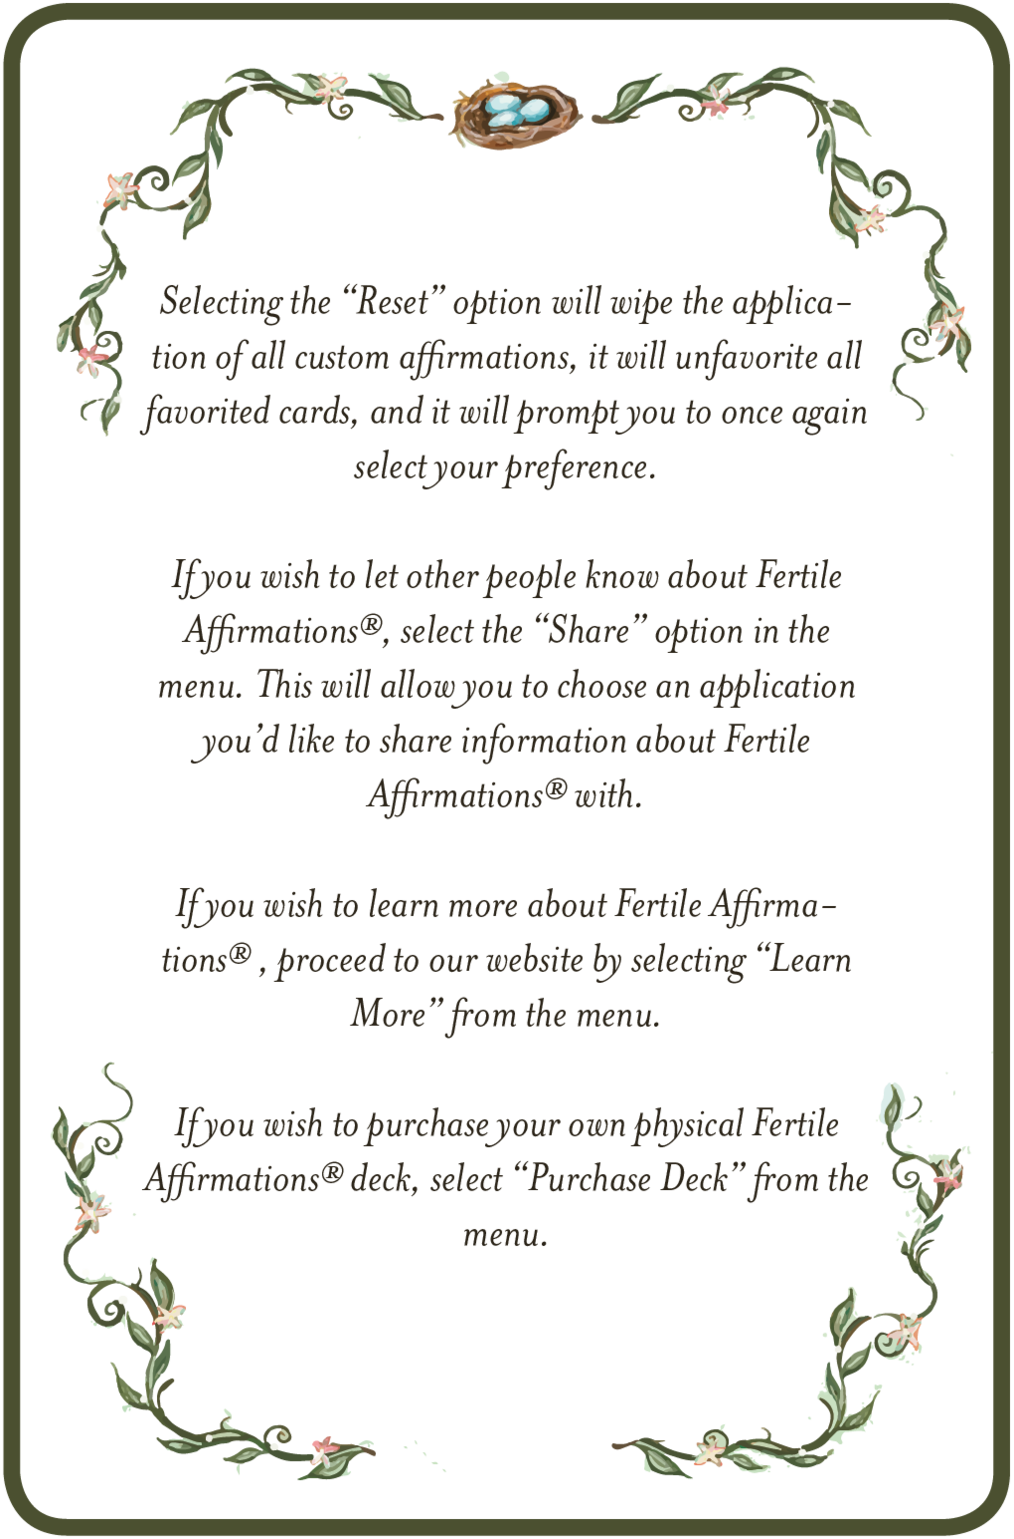 Selecting the “Reset” option will wipe the applica-
tion of all custom affirmations, it will unfavorite all
favorited cards, and it will prompt you to once again
select your preference.
If you wish to let other people know about Fertile
Affirmations®, select the “Share” option in the
menu. This will allow you to choose an application
you’d like to share information about Fertile
Affirmations® with.
If you wish to learn more about Fertile Affirma-
tions® , proceed to our website by selecting “Learn
More” from the menu.
If you wish to purchase your own physical Fertile
Affirmations® deck, select “Purchase Deck” from the
menu.